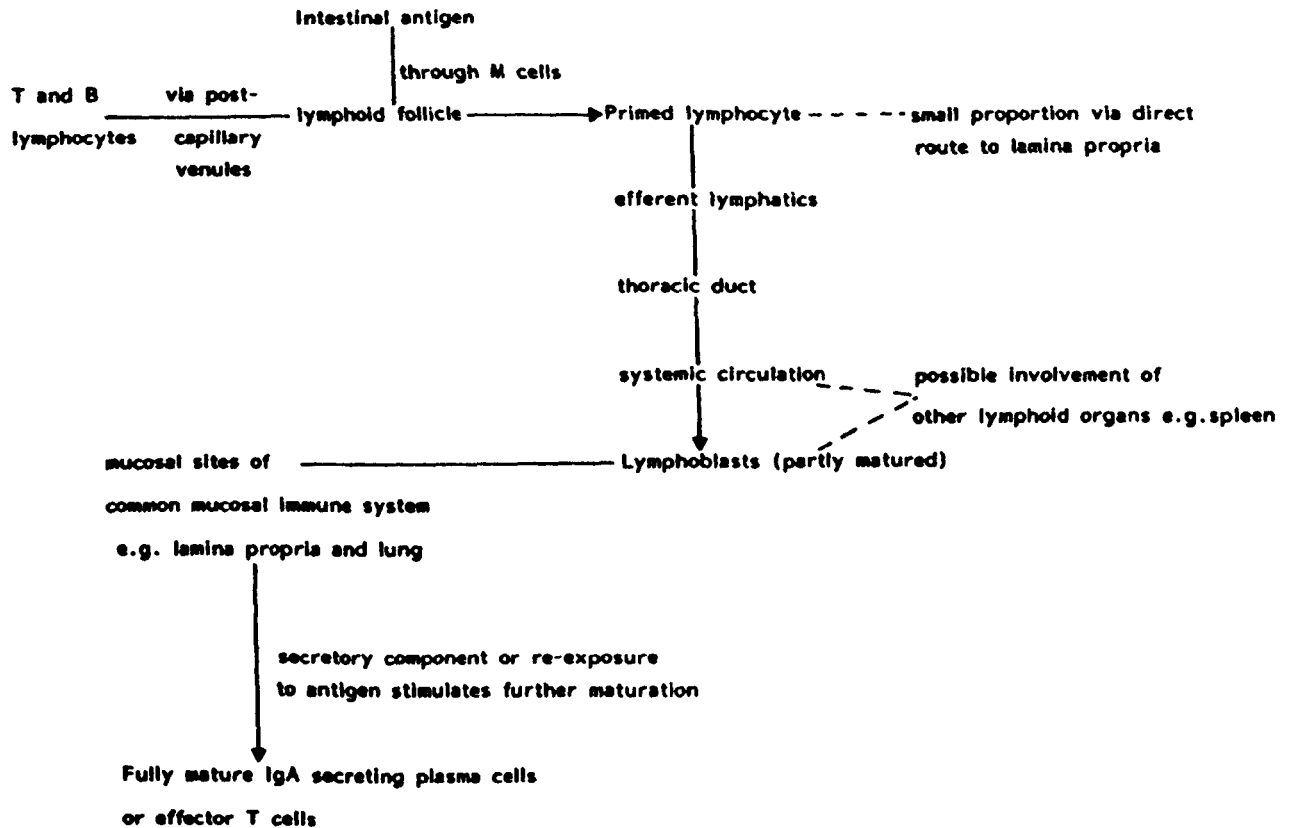 Intestinal antigen
through M cells
T and B
lymphocytes
via post-
capillary
venules
lymphoid follicle
Primed lymphocyte
small proportion via direct
route to lamina propria
efferent lymphatics
thoracic duct
systemic circulation
possible involvement of
other lymphoid organs e.g.spleen
Lymphoblasts (partly matured)
mucosal sites of
common mucosal immune system
e.g. lamina propria and lung
secretory component or re-exposure
to antigen stimulates further maturation
Fully mature IgA secreting plasma cells
or effector T cells